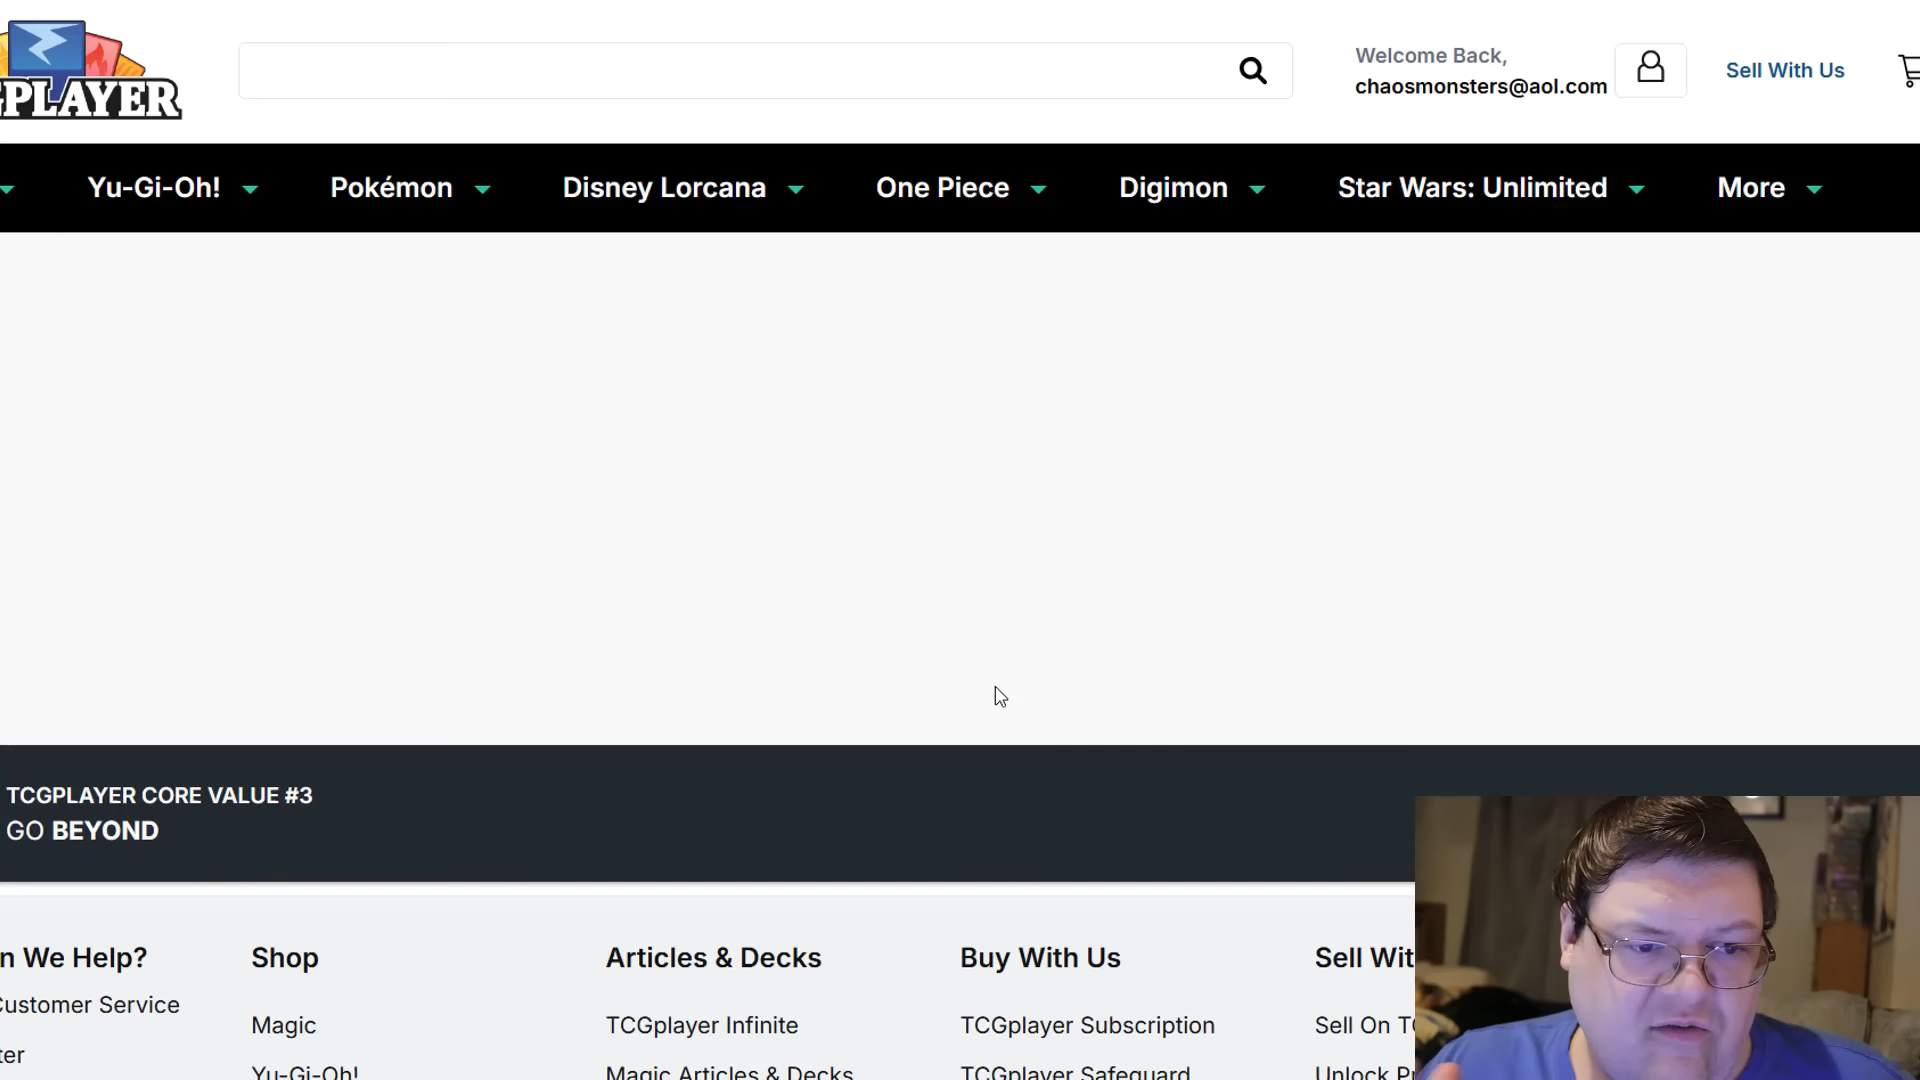 PLAYER
Welcome Back,
chaosmonsters@aol.com
Sell With Us
Yu-Gi-Oh!
Pokémon
Disney Lorcana
One Piece
Digimon
Star Wars: Unlimited
More
TCGPLAYER CORE VALUE #3
GO BEYOND
n We Help?
Shop
Articles & Decks
Buy With Us
Sell Wit
Customer Service
Magic
TCGplayer Infinite
TCGplayer Subscription
Sell On TC
ter
Yu-Gi-Oh!
Magic Articles & Decks
TCGplayer Safeguard
Unlock P